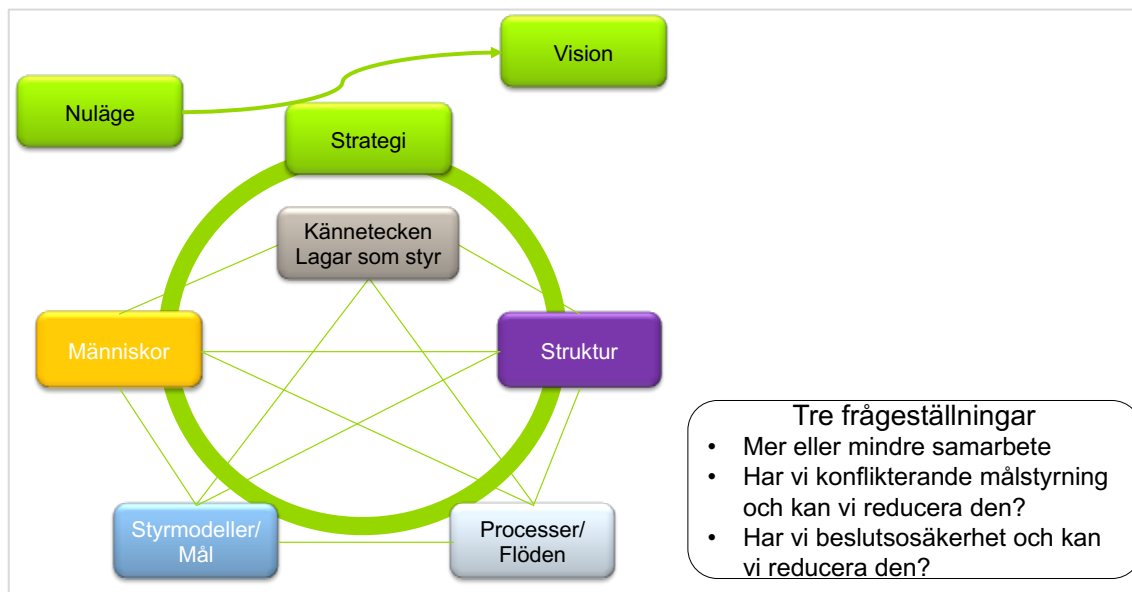 Vision
Nuläge
Strategi
Kännetecken
Lagar som styr
Människor
Struktur
Styrmodeller/
Mål
Processer/
Flöden
Tre frågeställningar
• Mer eller mindre samarbete
• Har vi konflikterande målstyrning
och kan vi reducera den?
• Har vi beslutsosäkerhet och kan
vi reducera den?